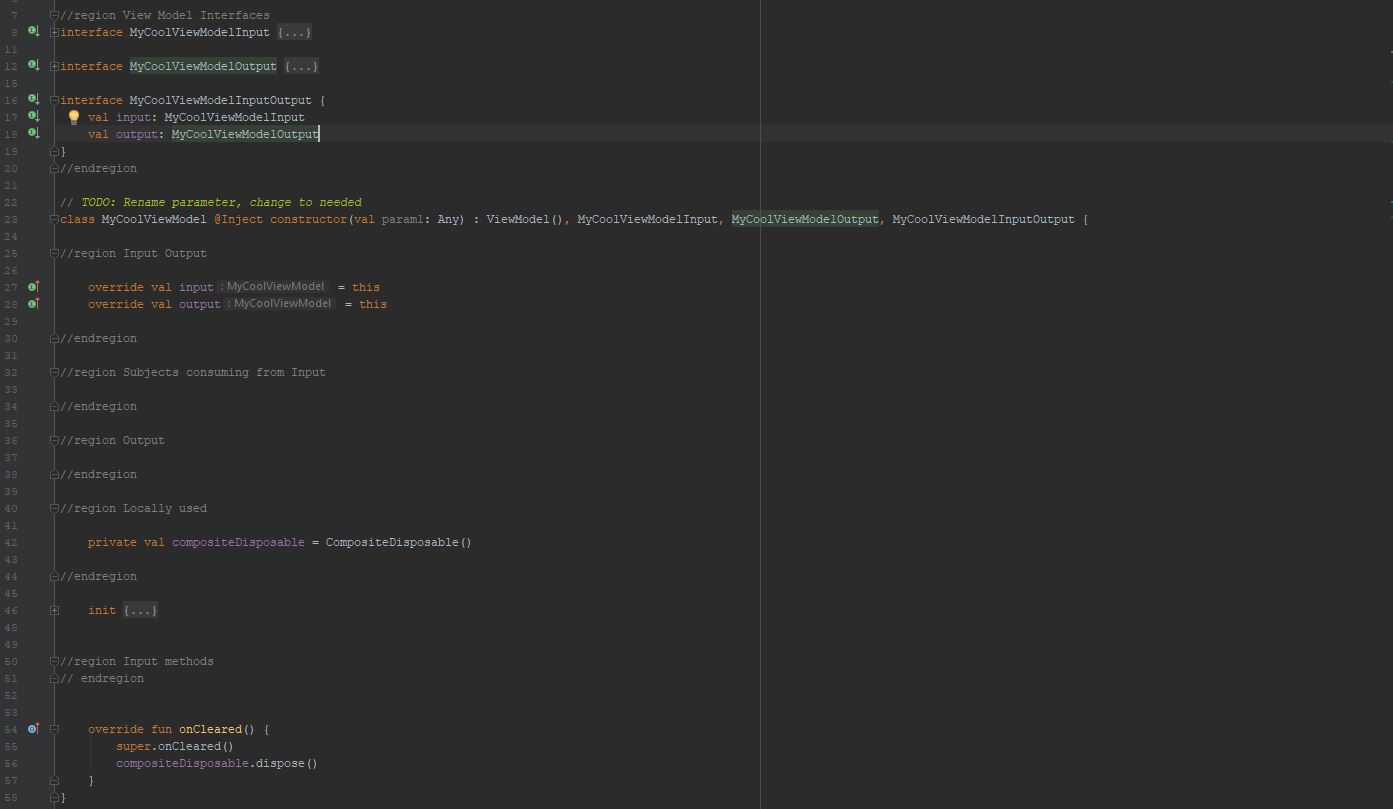 7 //region View Model Interfaces
8 interface MyCoolViewModelInput {...}
11
12 interface MyCoolViewModelOutput {...}
15
16 interface MyCoolViewModelInputOutput {
17 val input: MyCoolViewModelInput
18 val output: MyCoolViewModelOutput
19 }
20 //endregion
21
22 // TODO: Rename parameter, change to needed
23 class MyCoolViewModel @Inject constructor(val param1: Any) : ViewModel(), MyCoolViewModelInput, MyCoolViewModelOutput, MyCoolViewModelInputOutput {
24
25 //region Input Output
26
27 override val input : MyCoolViewModel = this
28 override val output : MyCoolViewModel = this
29
30 //endregion
31
32 //region Subjects consuming from Input
33
34 //endregion
35
36 //region Output
37
38 //endregion
39
40 //region Locally used
41
42 private val compositeDisposable = CompositeDisposable()
43
44 //endregion
45
46 init {...}
48
49
50 //region Input methods
51 // endregion
52
53
54 override fun onCleared() {
55 super.onCleared()
56 compositeDisposable.dispose()
57 }
58 }